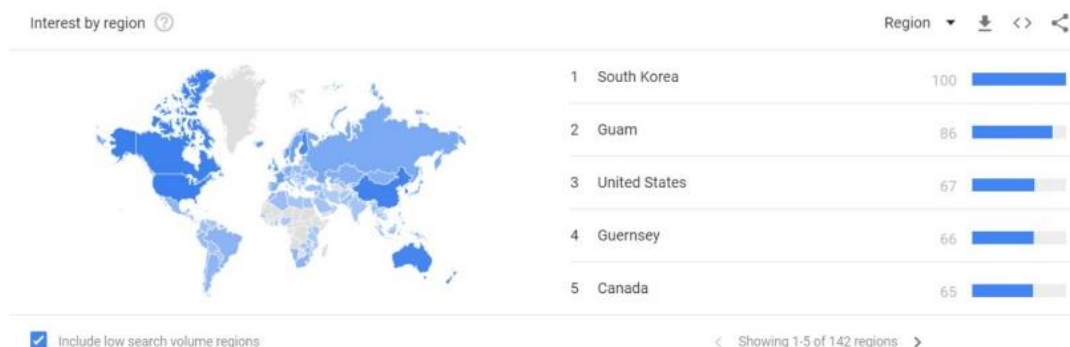 Interest by region
Region
1 South Korea 100
2 Guam 86
3 United States 67
4 Guernsey 66
5 Canada 65
Include low search volume regions
Showing 1-5 of 142 regions